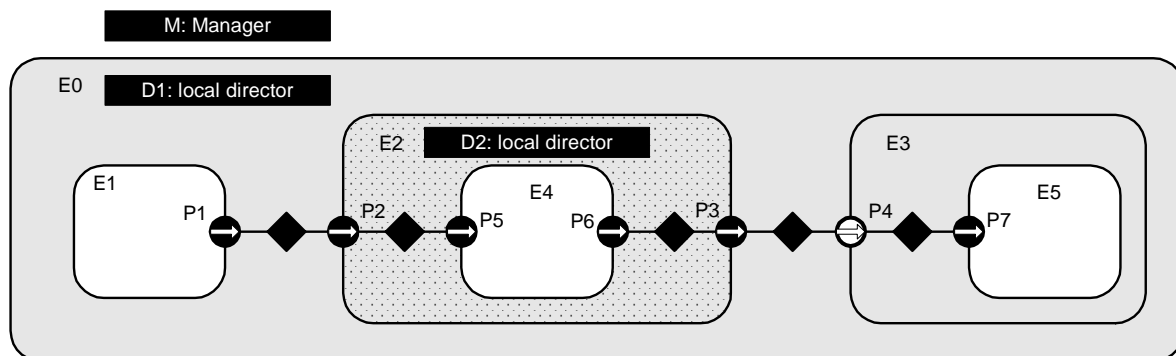 M: Manager
E0
D1: local director
E2
D2: local director
E3
E1
E4
E5
P1
P2
P5
P6
P3
P4
P7